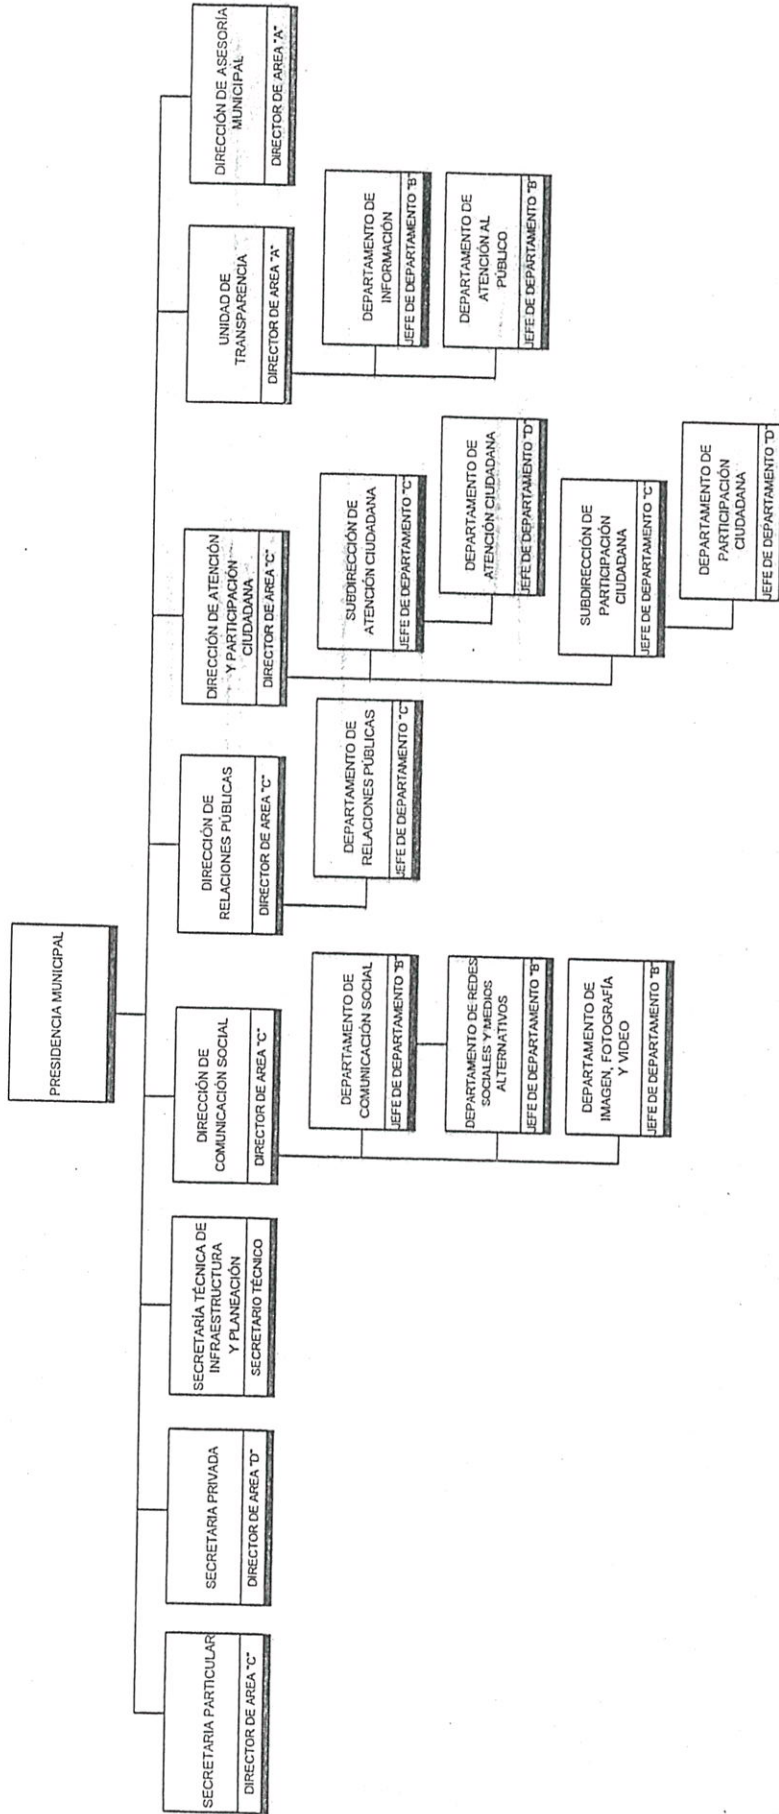 PRESIDENCIA MUNICIPAL
SECRETARIA PARTICULAR
DIRECTOR DE AREA "C"
SECRETARIA PRIVADA
DIRECTOR DE AREA "D"
SECRETARÍA TÉCNICA DE
INFRAESTRUCTURA
Y PLANEACIÓN
SECRETARIO TÉCNICO
DIRECCIÓN DE
COMUNICACIÓN SOCIAL
DIRECTOR DE AREA "C"
DEPARTAMENTO DE
COMUNICACIÓN SOCIAL
JEFE DE DEPARTAMENTO "B"
DEPARTAMENTO DE REDES
SOCIALES Y MEDIOS
ALTERNATIVOS
JEFE DE DEPARTAMENTO "B"
DEPARTAMENTO DE
IMAGEN, FOTOGRAFÍA
Y VIDEO
JEFE DE DEPARTAMENTO "B"
DIRECCIÓN DE
RELACIONES PÚBLICAS
DIRECTOR DE AREA "C"
DEPARTAMENTO DE
RELACIONES PÚBLICAS
JEFE DE DEPARTAMENTO "C"
DIRECCIÓN DE ATENCIÓN
Y PARTICIPACIÓN
CIUDADANA
DIRECTOR DE AREA "C"
SUBDIRECCIÓN DE
ATENCIÓN CIUDADANA
JEFE DE DEPARTAMENTO "C"
DEPARTAMENTO DE
ATENCIÓN CIUDADANA
JEFE DE DEPARTAMENTO "D"
SUBDIRECCIÓN DE
PARTICIPACIÓN
CIUDADANA
JEFE DE DEPARTAMENTO "C"
DEPARTAMENTO DE
PARTICIPACIÓN
CIUDADANA
JEFE DE DEPARTAMENTO "D"
UNIDAD DE
TRANSPARENCIA
DIRECTOR DE AREA "A"
DEPARTAMENTO DE
INFORMACIÓN
JEFE DE DEPARTAMENTO "B"
DEPARTAMENTO DE
ATENCIÓN AL
PÚBLICO
JEFE DE DEPARTAMENTO "B"
DIRECCIÓN DE ASESORÍA
MUNICIPAL
DIRECTOR DE AREA "A"